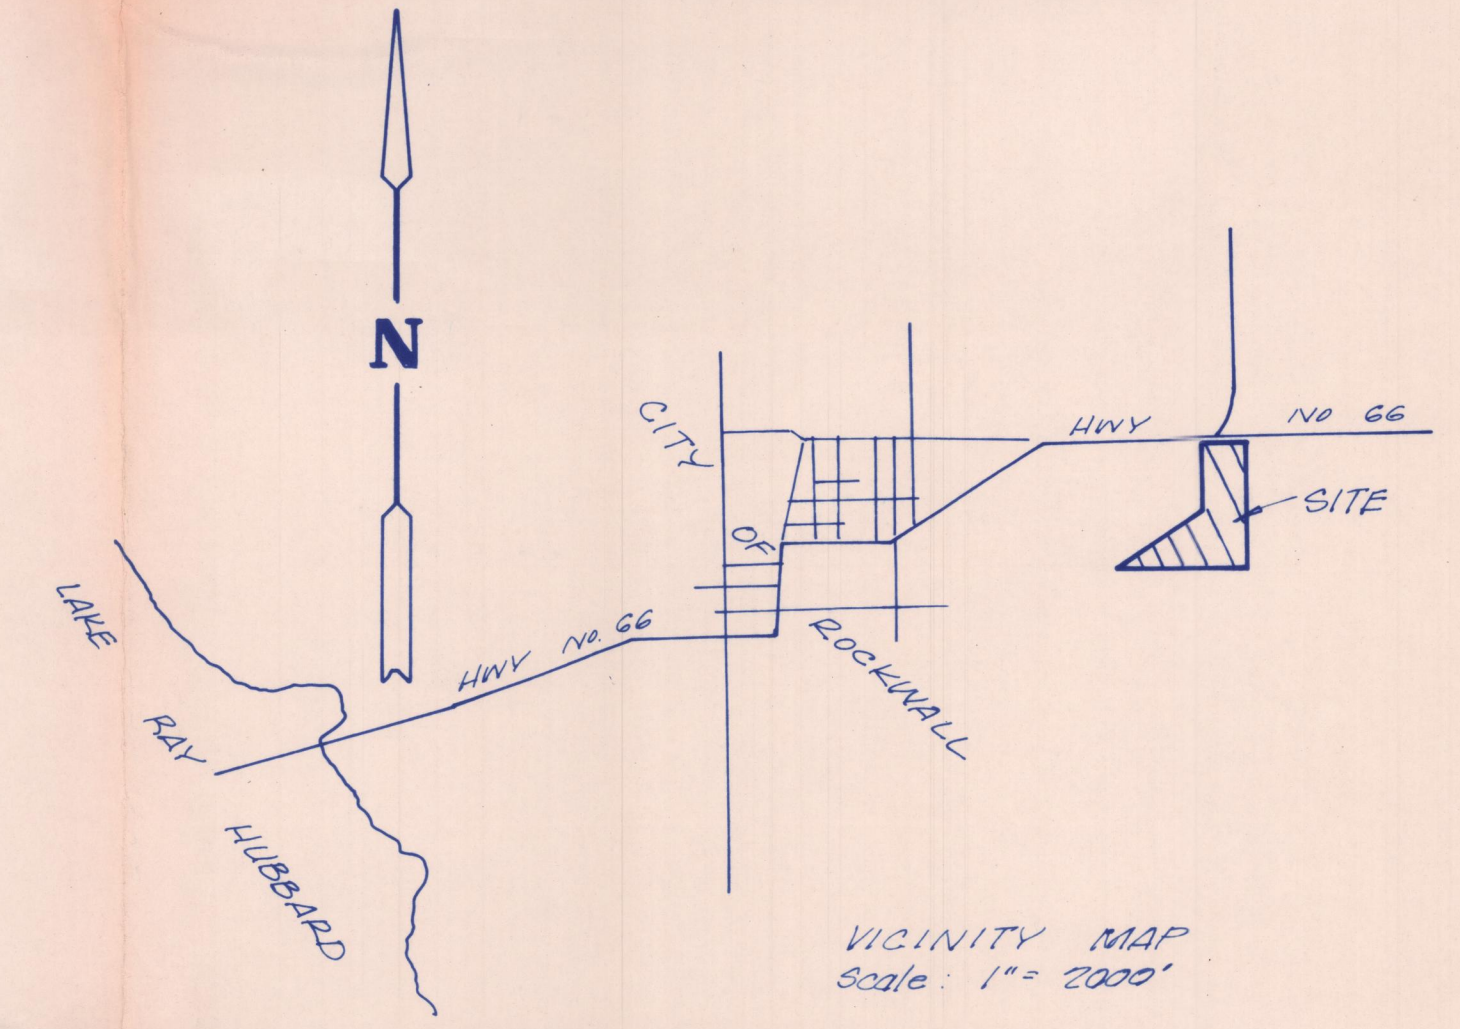 N
CITY
OF
ROCKWALL
HWY NO 66
SITE
LAKE
RAY
HUBBARD
HWY NO. 66
VICINITY MAP
Scale: 1" = 2000'